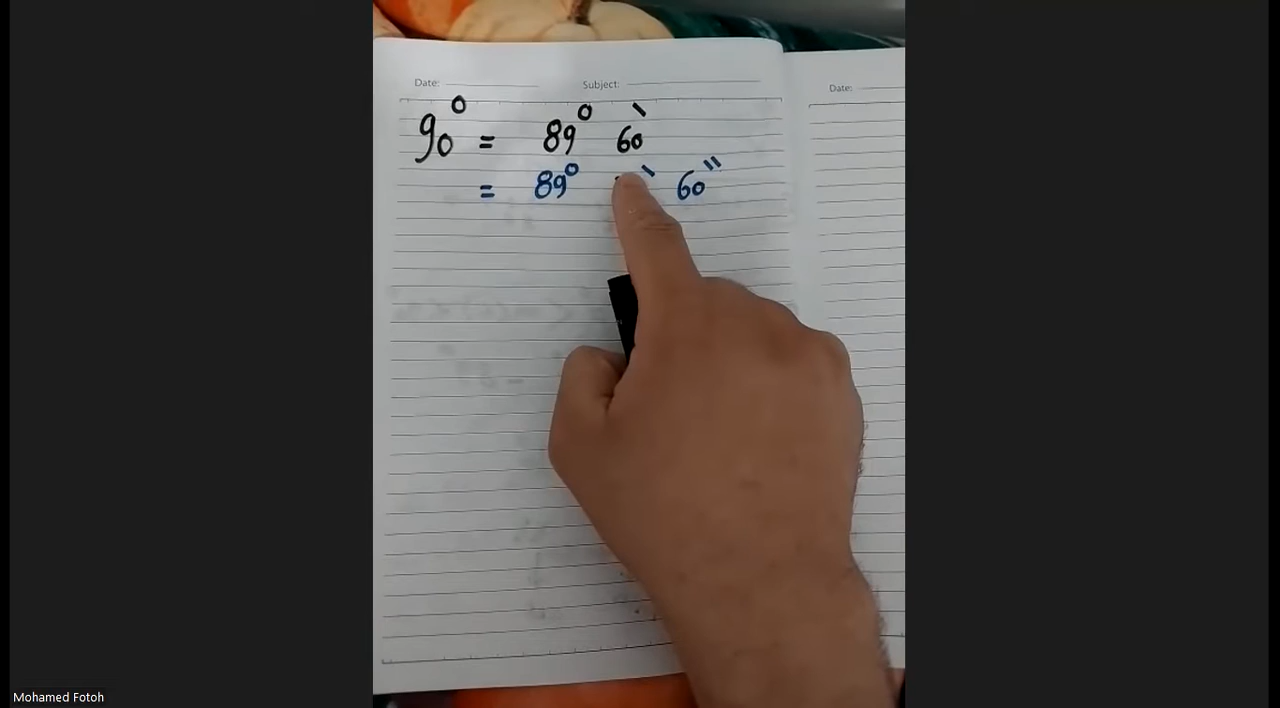 Date: Subject: Date:
90° = 89° 60'
= 89° ' 60"
Mohamed Fotoh